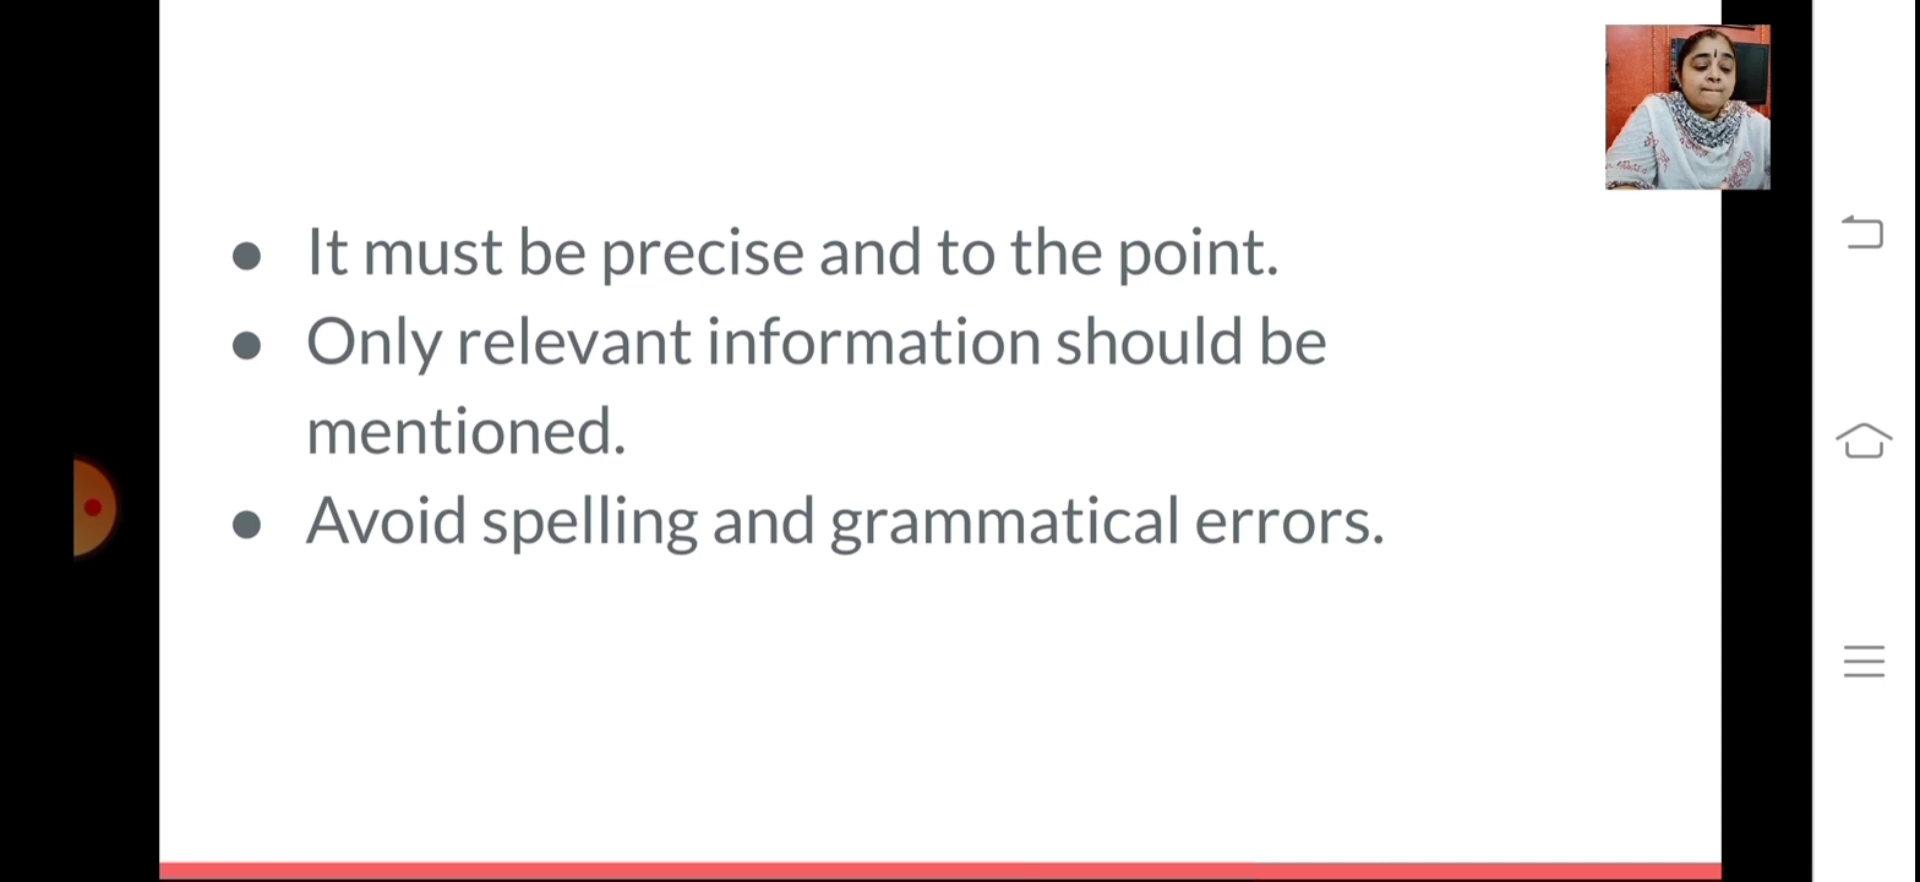 ● It must be precise and to the point.
● Only relevant information should be
mentioned.
● Avoid spelling and grammatical errors.